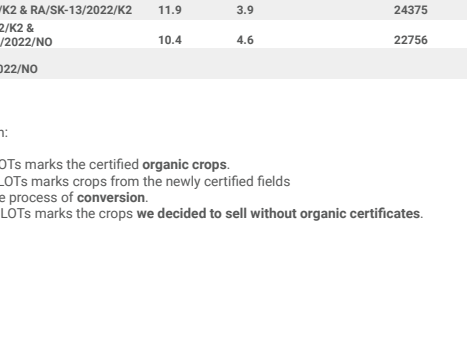 /K2 & RA/SK-13/2022/K2 11.9 3.9 24375
2/K2 &
/2022/NO 10.4 4.6 22756
022/NO
n:
OTs marks the certified organic crops.
LOTs marks crops from the newly certified fields
e process of conversion.
LOTs marks the crops we decided to sell without organic certificates.